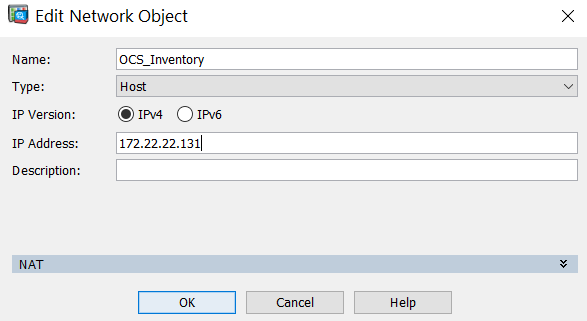 Edit Network Object
Name: OCS_Inventory
Type: Host
IP Version: IPv4 IPv6
IP Address: 172.22.22.131
Description:
NAT
OK Cancel Help